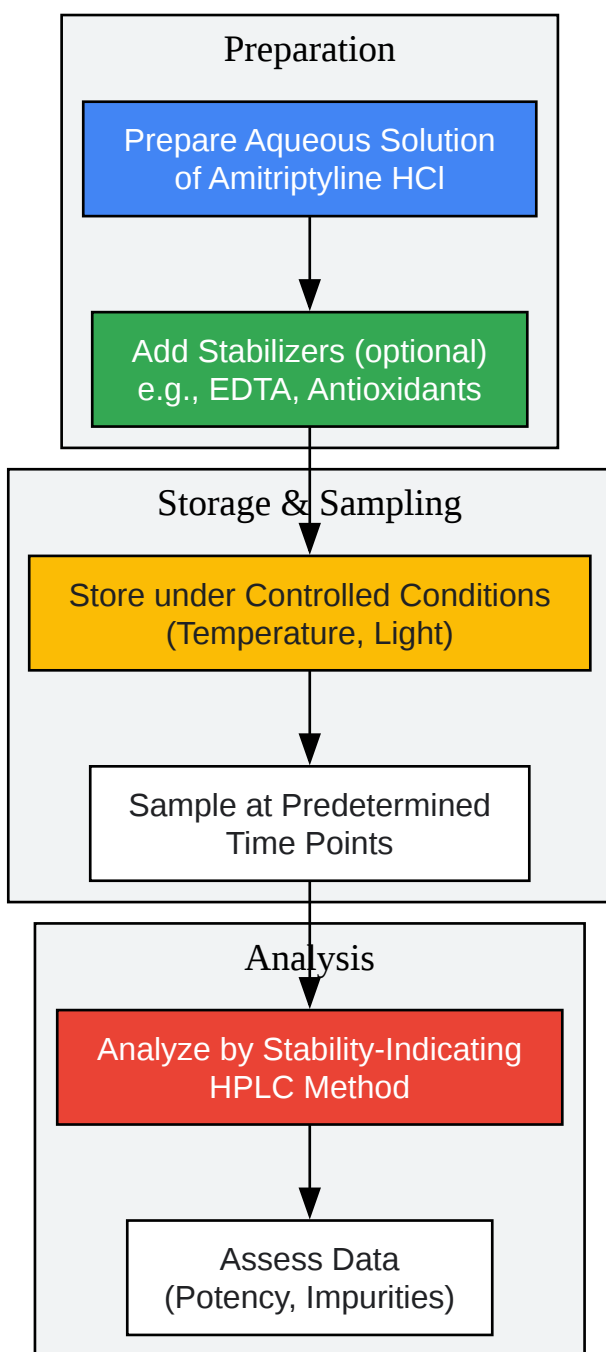 Preparation
Prepare Aqueous Solution
of Amitriptyline HCl
Add Stabilizers (optional)
e.g., EDTA, Antioxidants
Storage & Sampling
Store under Controlled Conditions
(Temperature, Light)
Sample at Predetermined
Time Points
Analysis
Analyze by Stability-Indicating
HPLC Method
Assess Data
(Potency, Impurities)